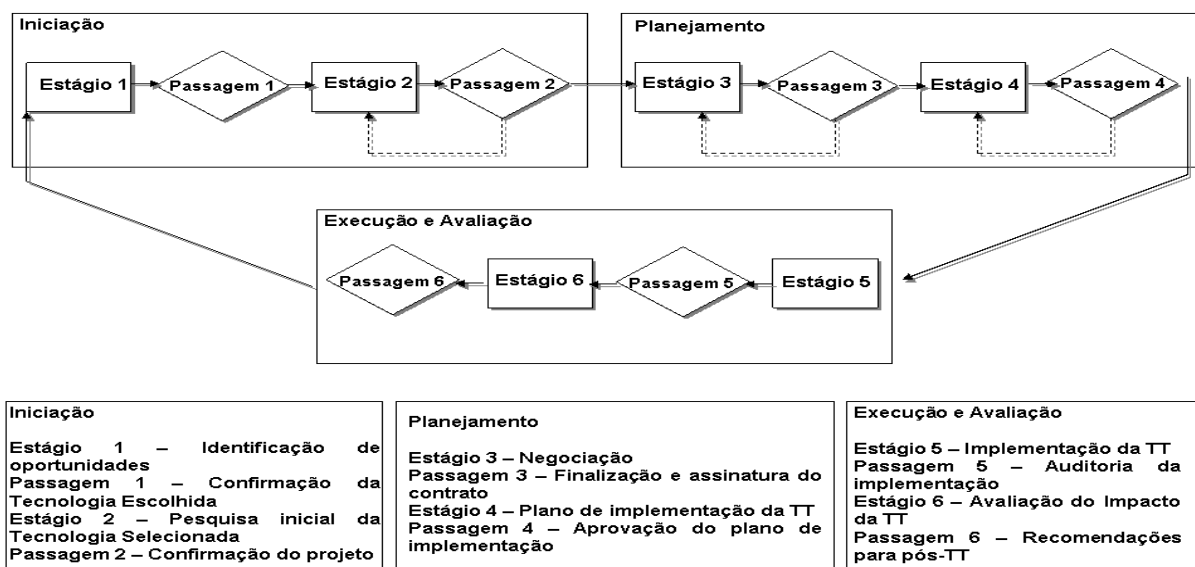 Iniciação
Estágio 1
Passagem 1
Estágio 2
Passagem 2
Planejamento
Estágio 3
Passagem 3
Estágio 4
Passagem 4
Execução e Avaliação
Passagem 6
Estágio 6
Passagem 5
Estágio 5
Iniciação
Estágio 1 – Identificação de
oportunidades
Passagem 1 – Confirmação da
Tecnologia Escolhida
Estágio 2 – Pesquisa inicial da
Tecnologia Selecionada
Passagem 2 – Confirmação do projeto
Planejamento
Estágio 3 – Negociação
Passagem 3 – Finalização e assinatura do
contrato
Estágio 4 – Plano de implementação da TT
Passagem 4 – Aprovação do plano de
implementação
Execução e Avaliação
Estágio 5 – Implementação da TT
Passagem 5 – Auditoria da
implementação
Estágio 6 – Avaliação do Impacto
da TT
Passagem 6 – Recomendações
para pós-TT